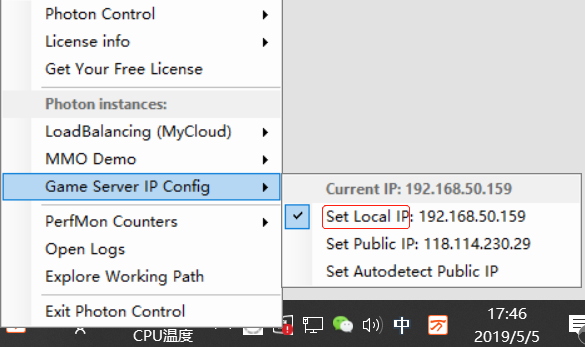 Photon Control
License info
Get Your Free License
Photon instances:
LoadBalancing (MyCloud)
MMO Demo
Game Server IP Config
PerfMon Counters
Open Logs
Explore Working Path
Exit Photon Control
Current IP: 192.168.50.159
Set Local IP: 192.168.50.159
Set Public IP: 118.114.230.29
Set Autodetect Public IP
CPU温度
中
17:46
2019/5/5